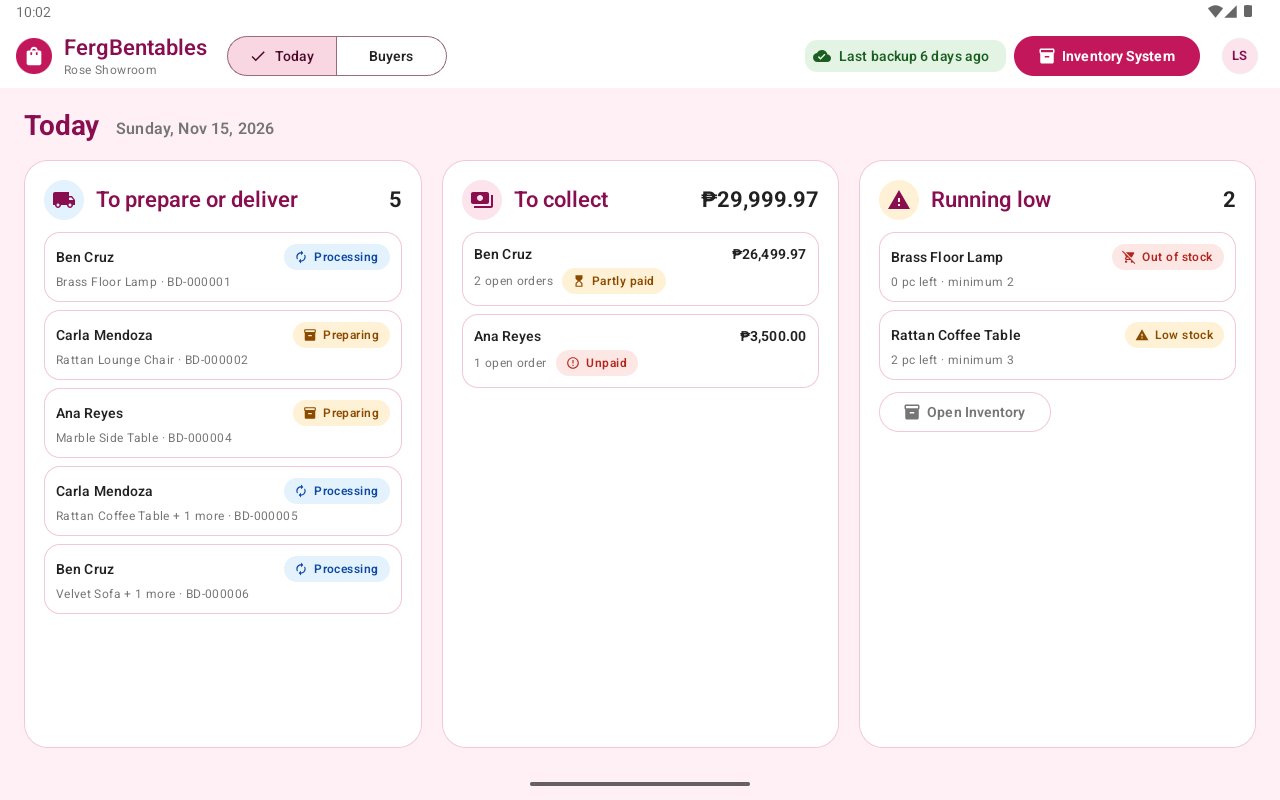 10:02
FergBentables
Rose Showroom
Today
Buyers
Last backup 6 days ago
Inventory System
LS
Today
Sunday, Nov 15, 2026
To prepare or deliver
5
Ben Cruz
Processing
Brass Floor Lamp · BD-000001
Carla Mendoza
Preparing
Rattan Lounge Chair · BD-000002
Ana Reyes
Preparing
Marble Side Table · BD-000004
Carla Mendoza
Processing
Rattan Coffee Table + 1 more · BD-000005
Ben Cruz
Processing
Velvet Sofa + 1 more · BD-000006
To collect
₱29,999.97
Ben Cruz
₱26,499.97
2 open orders
Partly paid
Ana Reyes
₱3,500.00
1 open order
Unpaid
Running low
2
Brass Floor Lamp
Out of stock
0 pc left · minimum 2
Rattan Coffee Table
Low stock
2 pc left · minimum 3
Open Inventory